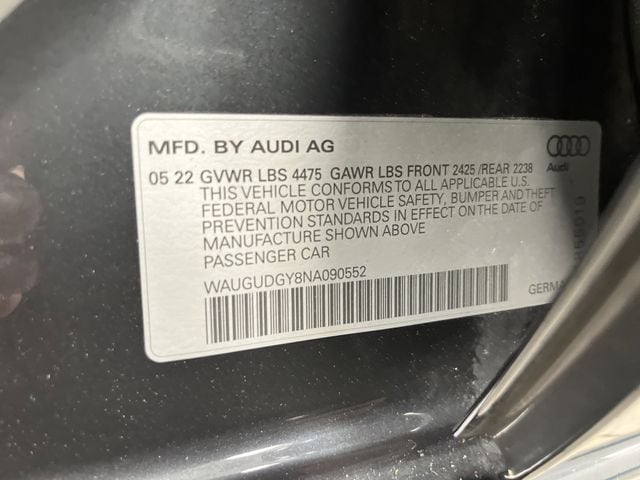 MFD. BY AUDI AG
Audi
05 22 GVWR LBS 4475 GAWR LBS FRONT 2425 /REAR 2238
THIS VEHICLE CONFORMS TO ALL APPLICABLE U.S.
FEDERAL MOTOR VEHICLE SAFETY, BUMPER AND THEFT
PREVENTION STANDARDS IN EFFECT ON THE DATE OF
MANUFACTURE SHOWN ABOVE
PASSENGER CAR
WAUGUDGY8NA090552